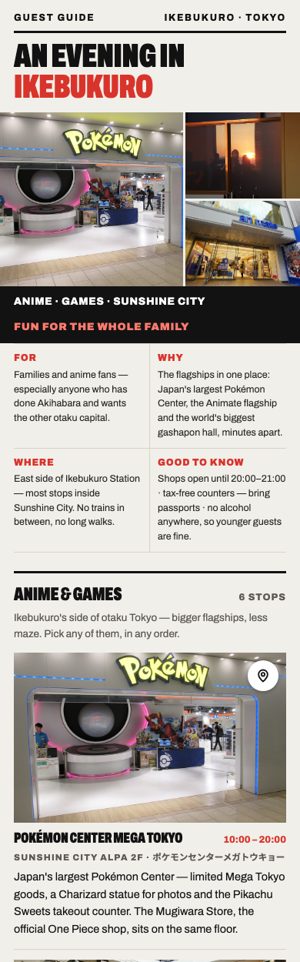 GUEST GUIDE
IKEBUKURO · TOKYO
AN EVENING IN
IKEBUKURO
Pokémon
animate
ANIME · GAMES · SUNSHINE CITY
FUN FOR THE WHOLE FAMILY
FOR
Families and anime fans —
especially anyone who has
done Akihabara and wants
the other otaku capital.
WHY
The flagships in one place:
Japan's largest Pokémon
Center, the Animate flagship
and the world's biggest
gashapon hall, minutes apart.
WHERE
East side of Ikebukuro Station
— most stops inside
Sunshine City. No trains in
between, no long walks.
GOOD TO KNOW
Shops open until 20:00–21:00
· tax-free counters — bring
passports · no alcohol
anywhere, so younger guests
are fine.
ANIME & GAMES
6 STOPS
Ikebukuro's side of otaku Tokyo — bigger flagships, less
maze. Pick any of them, in any order.
Pokémon
POKÉMON CENTER MEGA TOKYO
10:00 – 20:00
SUNSHINE CITY ALPA 2F · ポケモンセンターメガトウキョー
Japan's largest Pokémon Center — limited Mega Tokyo
goods, a Charizard statue for photos and the Pikachu
Sweets takeout counter. The Mugiwara Store, the
official One Piece shop, sits on the same floor.